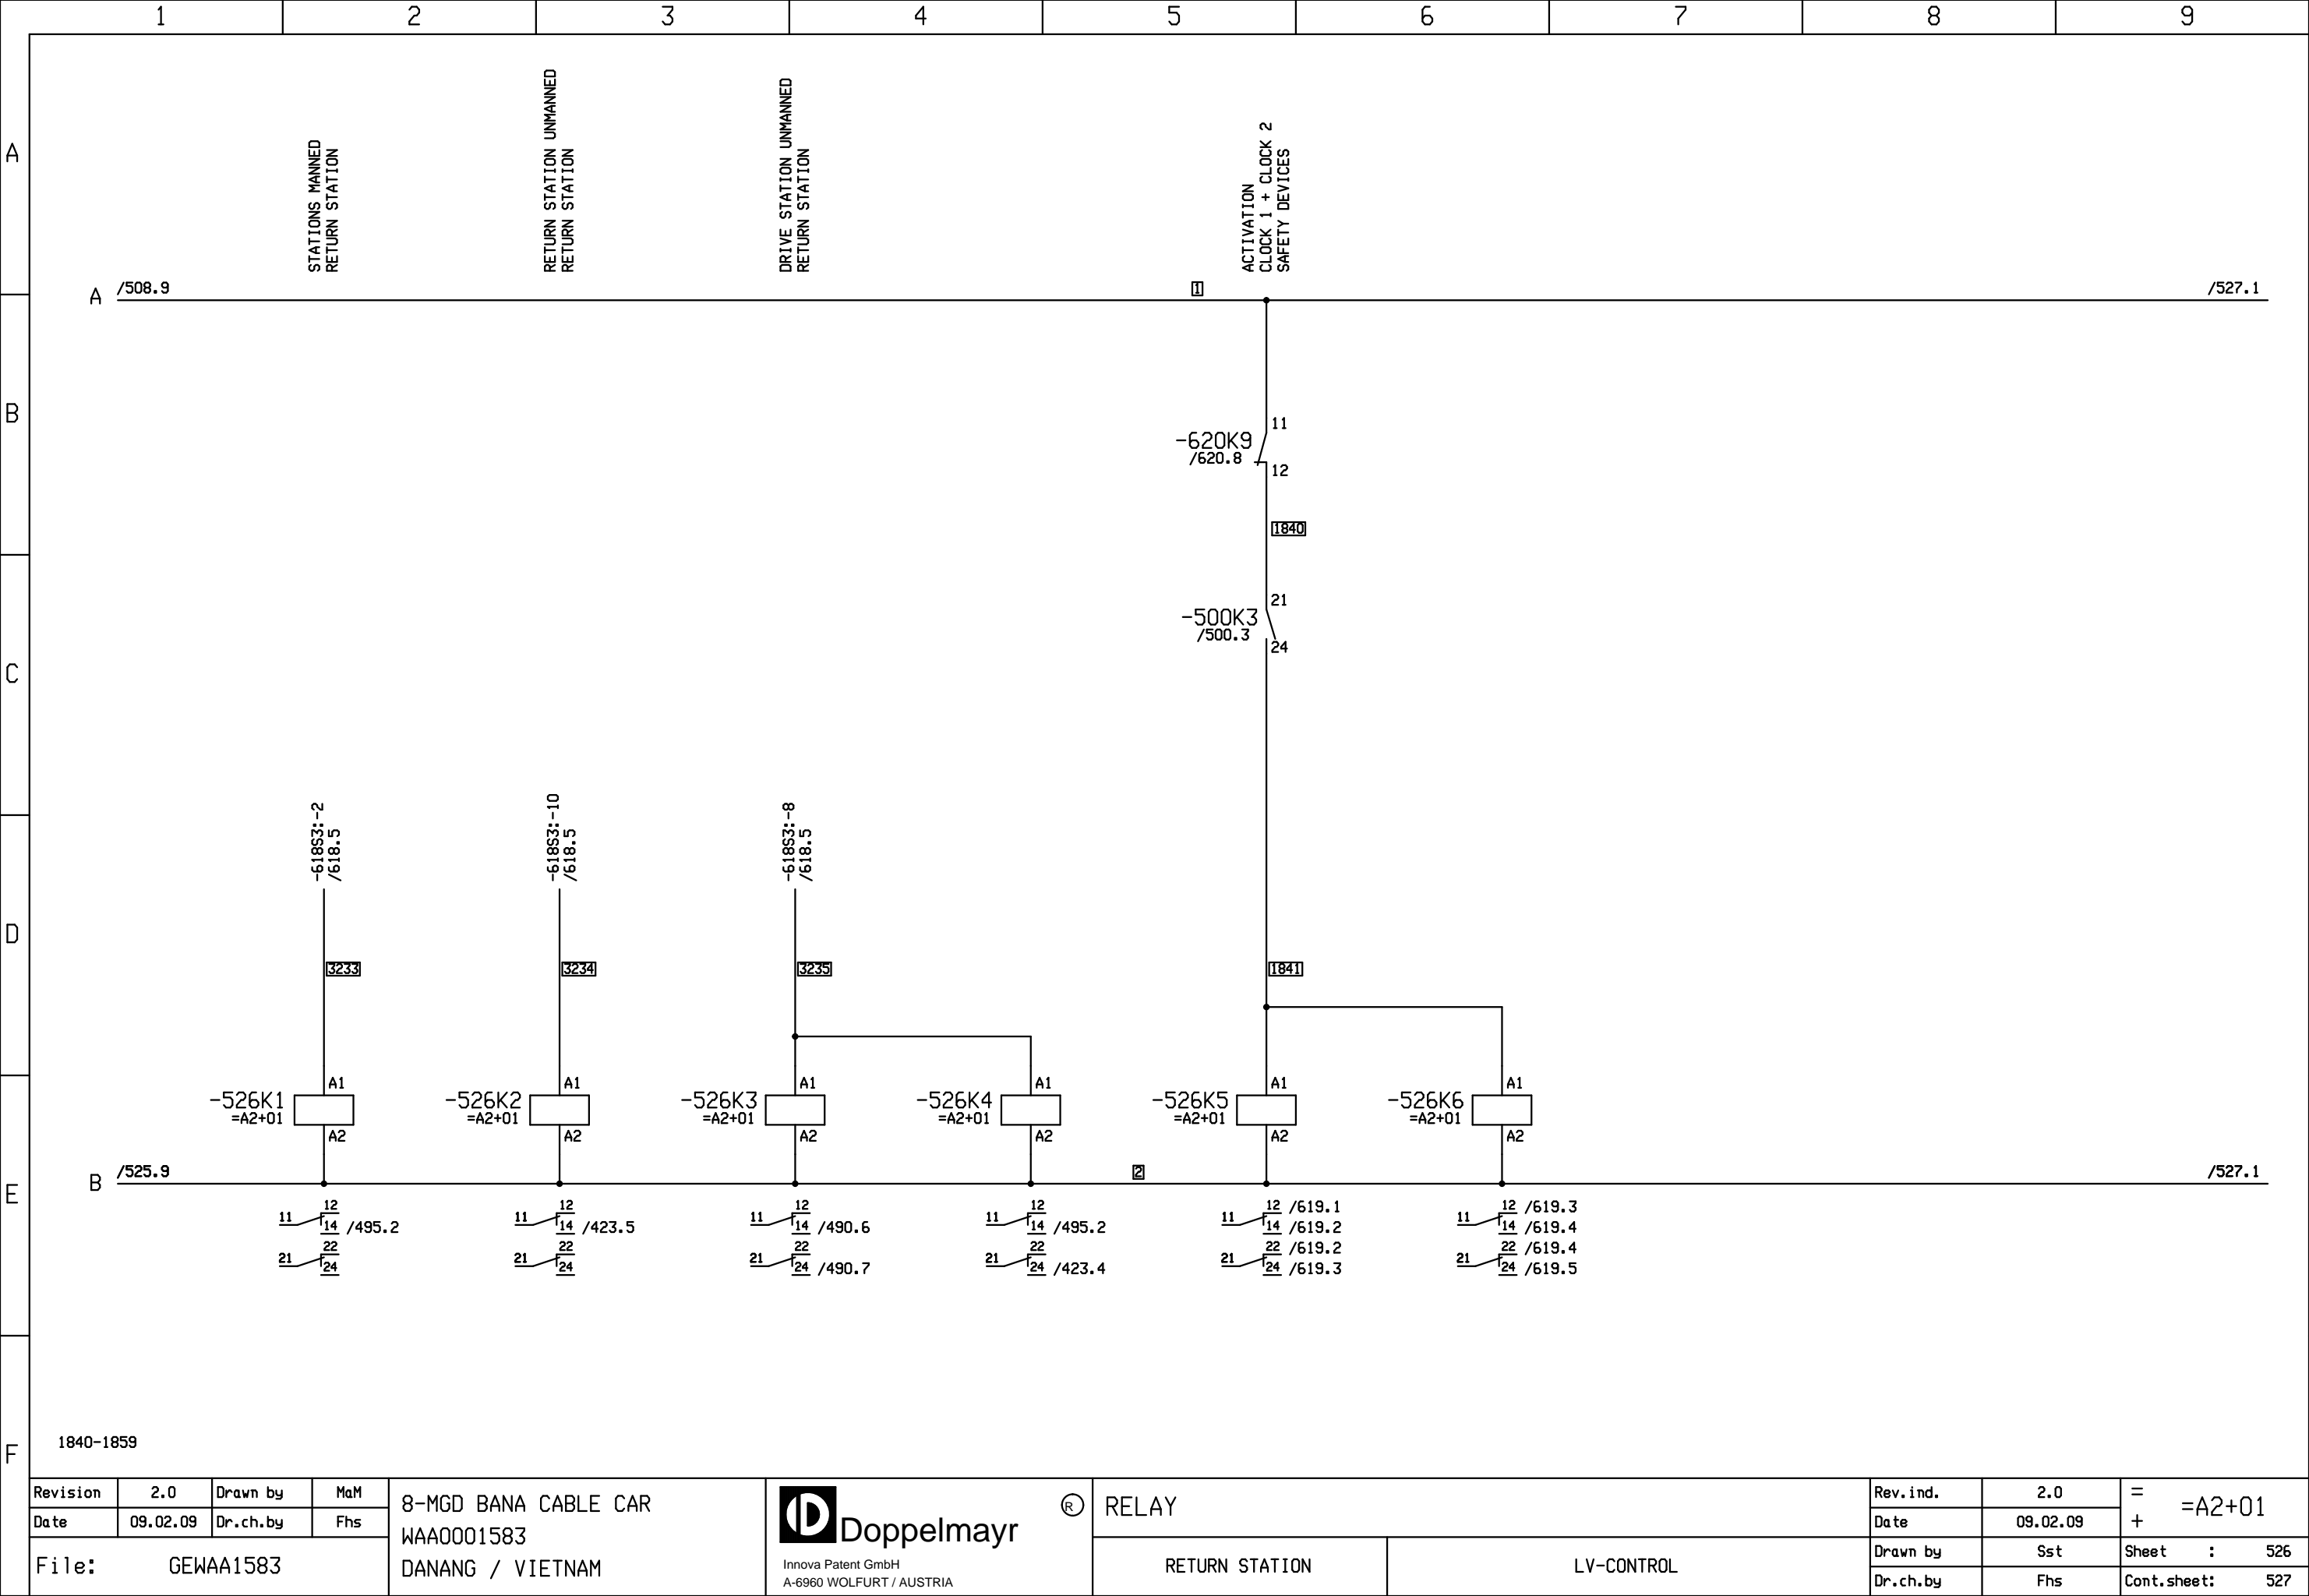 1 2 3 4 5 6 7 8 9
A
B
C
D
E
F
STATIONS MANNED
RETURN STATION
RETURN STATION UNMANNED
RETURN STATION
DRIVE STATION UNMANNED
RETURN STATION
ACTIVATION
CLOCK 1 + CLOCK 2
SAFETY DEVICES
A /508.9 1 /527.1
11
-620K9
/620.8
12
1840
21
-500K3
/500.3
24
-618S3:-2
/618.5
-618S3:-10
/618.5
-618S3:-8
/618.5
3233 3234 3235 1841
A1 A1 A1 A1 A1 A1
-526K1 -526K2 -526K3 -526K4 -526K5 -526K6
=A2+01 =A2+01 =A2+01 =A2+01 =A2+01 =A2+01
A2 A2 A2 A2 A2 A2
B /525.9 2 /527.1
12 12 12 12 12 /619.1 12 /619.3
11 14 /495.2 11 14 /423.5 11 14 /490.6 11 14 /495.2 11 14 /619.2 11 14 /619.4
22 22 22 22 22 /619.2 22 /619.4
21 24 21 24 21 24 /490.7 21 24 /423.4 21 24 /619.3 21 24 /619.5
1840-1859
Revision 2.0 Drawn by MaM
Date 09.02.09 Dr.ch.by Fhs
File: GEWAA1583
8-MGD BANA CABLE CAR
WAA0001583
DANANG / VIETNAM
Doppelmayr ®
Innova Patent GmbH
A-6960 WOLFURT / AUSTRIA
RELAY
RETURN STATION LV-CONTROL
Rev.ind. 2.0
Date 09.02.09
Drawn by Sst
Dr.ch.by Fhs
= =A2+01
+
Sheet : 526
Cont.sheet: 527